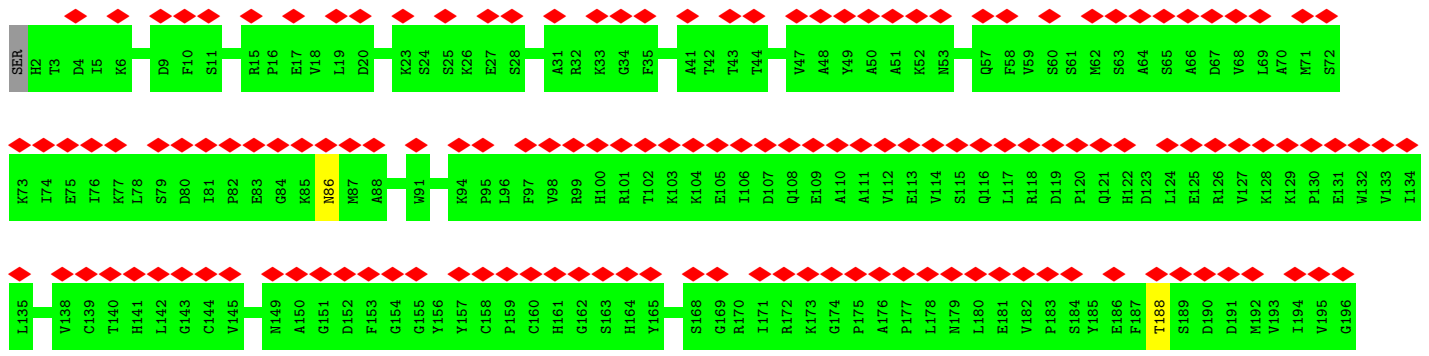 SER H2 T3 D4 I5 K6 D9 F10 S11 R15 P16 E17 V18 L19 D20 K23 S24 S25 K26 E27 S28 A31 R32 K33 G34 F35 A41 T42 T43 T44 V47 A48 Y49 A50 A51 K52 N53 Q57 F58 V59 S60 S61 M62 S63 A64 S65 A66 D67 V68 L69 A70 M71 S72
K73 I74 E75 I76 K77 L78 S79 D80 I81 P82 E83 G84 K85 N86 M87 A88 W91 K94 P95 L96 F97 V98 R99 H100 R101 T102 K103 K104 E105 I106 D107 Q108 E109 A110 A111 V112 E113 V114 S115 Q116 L117 R118 D119 P120 Q121 H122 D123 L124 E125 R126 V127 K128 K129 P130 E131 W132 V133 I134
L135 V138 C139 T140 H141 L142 G143 C144 V145 N149 A150 G151 D152 F153 G154 G155 Y156 Y157 C158 P159 C160 H161 G162 S163 H164 Y165 S168 G169 R170 I171 R172 K173 G174 P175 A176 P177 L178 N179 L180 E181 V182 P183 S184 Y185 E186 F187 T188 S189 D190 D191 M192 V193 I194 V195 G196